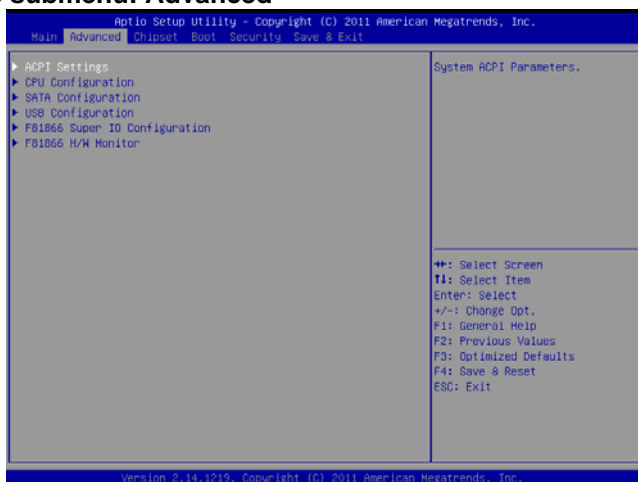 submenu: Advanced
Aptio Setup Utility – Copyright (C) 2011 American Megatrends, Inc.
Main Advanced Chipset Boot Security Save & Exit
ACPI Settings
CPU Configuration
SATA Configuration
USB Configuration
F81866 Super IO Configuration
F81866 H/W Monitor
System ACPI Parameters.
↔: Select Screen
↑↓: Select Item
Enter: Select
+/-: Change Opt.
F1: General Help
F2: Previous Values
F3: Optimized Defaults
F4: Save & Reset
ESC: Exit
Version 2.14.1219. Copyright (C) 2011 American Megatrends, Inc.